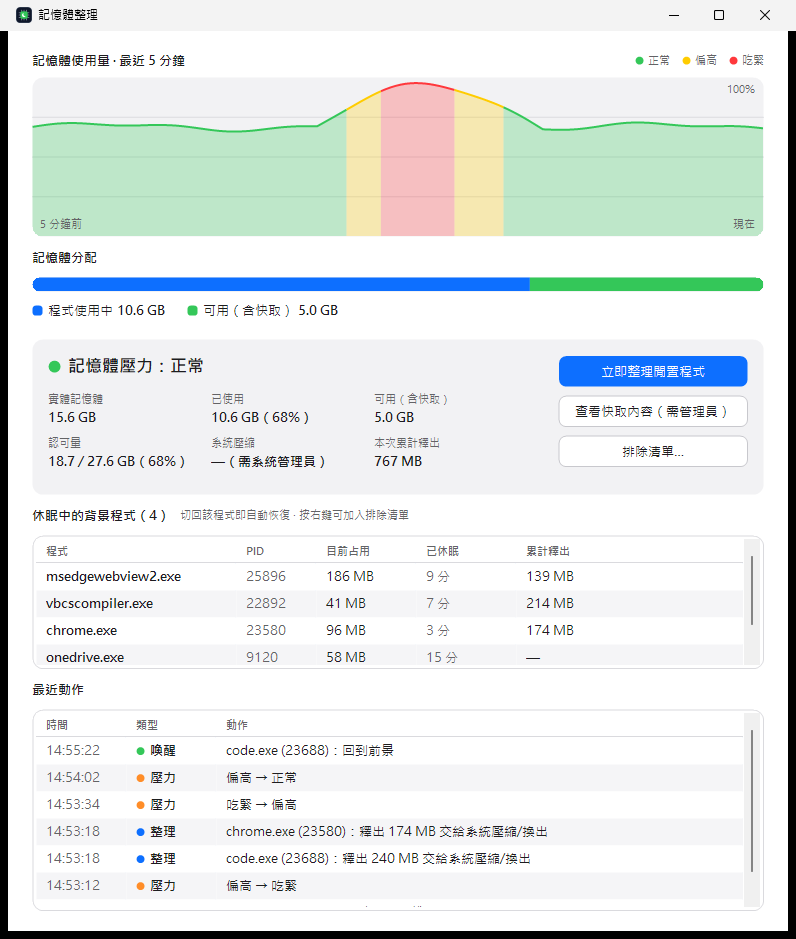 記憶體整理
記憶體使用量 · 最近 5 分鐘
正常 偏高 吃緊
100%
5 分鐘前 現在
記憶體分配
程式使用中 10.6 GB 可用（含快取） 5.0 GB
記憶體壓力：正常
實體記憶體 已使用 可用（含快取）
15.6 GB 10.6 GB（68%） 5.0 GB
認可量 系統壓縮 本次累計釋出
18.7 / 27.6 GB（68%） —（需系統管理員） 767 MB
立即整理閒置程式
查看快取內容（需管理員）
排除清單...
休眠中的背景程式（4） 切回該程式即自動恢復 · 按右鍵可加入排除清單
程式 PID 目前占用 已休眠 累計釋出
msedgewebview2.exe 25896 186 MB 9 分 139 MB
vbcscompiler.exe 22892 41 MB 7 分 214 MB
chrome.exe 23580 96 MB 3 分 174 MB
onedrive.exe 9120 58 MB 15 分 —
最近動作
時間 類型 動作
14:55:22 喚醒 code.exe (23688)：回到前景
14:54:02 壓力 偏高 → 正常
14:53:34 壓力 吃緊 → 偏高
14:53:18 整理 chrome.exe (23580)：釋出 174 MB 交給系統壓縮/換出
14:53:18 整理 code.exe (23688)：釋出 240 MB 交給系統壓縮/換出
14:53:12 壓力 偏高 → 吃緊